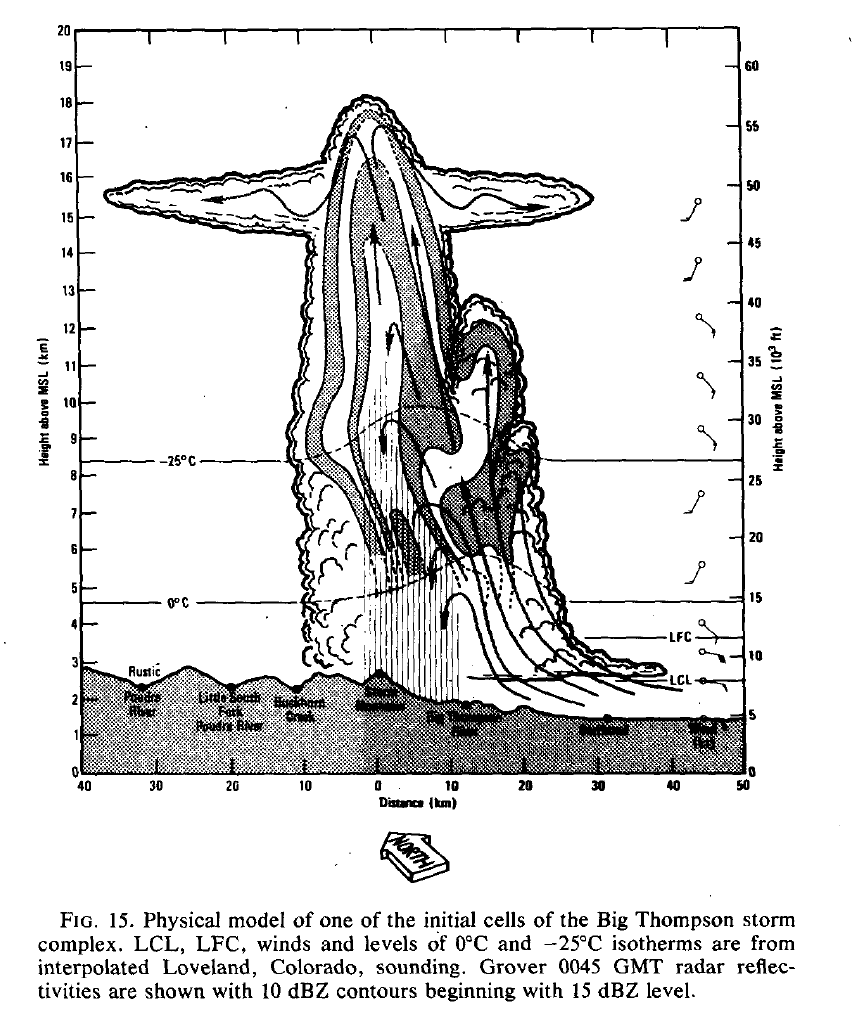 20
19
18
17
16
15
14
13
12
11
10
9
8
7
6
5
4
3
2
1
0
Height above MSL (km)
60
55
50
45
40
35
30
25
20
15
10
5
0
Height above MSL (10³ ft)
-25°C
0°C
LFC
LCL
Rustic
Poudre
River
Little South
Fork
Poudre River
Buckhorn
Creek
Big Thompson
River
40 30 20 10 0 10 20 30 40 50
Distance (km)
NORTH
FIG. 15. Physical model of one of the initial cells of the Big Thompson storm
complex. LCL, LFC, winds and levels of 0°C and −25°C isotherms are from
interpolated Loveland, Colorado, sounding. Grover 0045 GMT radar reflec-
tivities are shown with 10 dBZ contours beginning with 15 dBZ level.